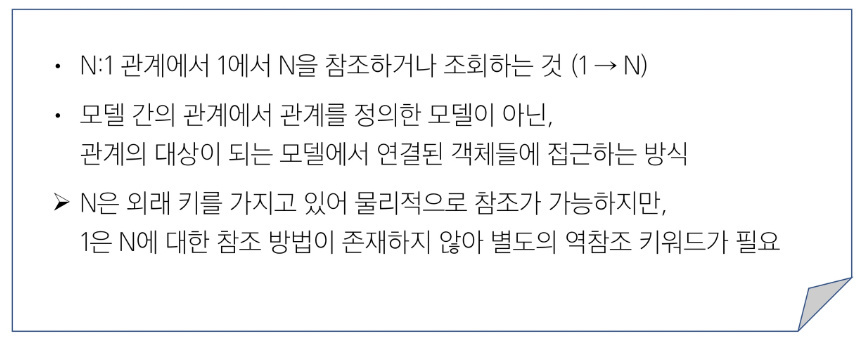 • N:1 관계에서 1에서 N을 참조하거나 조회하는 것 (1 → N)
• 모델 간의 관계에서 관계를 정의한 모델이 아닌,
관계의 대상이 되는 모델에서 연결된 객체들에 접근하는 방식
➢ N은 외래 키를 가지고 있어 물리적으로 참조가 가능하지만,
1은 N에 대한 참조 방법이 존재하지 않아 별도의 역참조 키워드가 필요